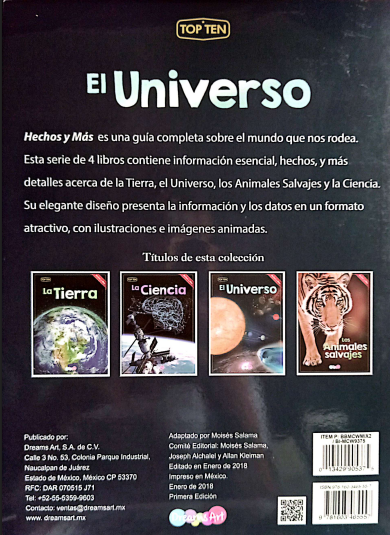 TOP TEN
El Universo
Hechos y Más es una guía completa sobre el mundo que nos rodea.
Esta serie de 4 libros contiene información esencial, hechos, y más
detalles acerca de la Tierra, el Universo, los Animales Salvajes y la Ciencia.
Su elegante diseño presenta la información y los datos en un formato
atractivo, con ilustraciones e imágenes animadas.
Títulos de esta colección
La Tierra
La Ciencia
El Universo
Los Animales salvajes
Publicado por:
Dreams Art, S.A. de C.V.
Calle 3 No. 53, Colonia Parque Industrial,
Naucalpan de Juárez
Estado de México, México CP 53370
RFC: DAR 070515 J71
Tel: +52-55-6359-9603
Contacto: ventas@dreamsart.mx
www.dreamsart.mx
Adaptado por Moisés Salama
Comité Editorial: Moisés Salama,
Joseph Alchalel y Allan Kleiman
Editado en Enero de 2018
Impreso en México.
Enero de 2018
Primera Edición
Dreams Art